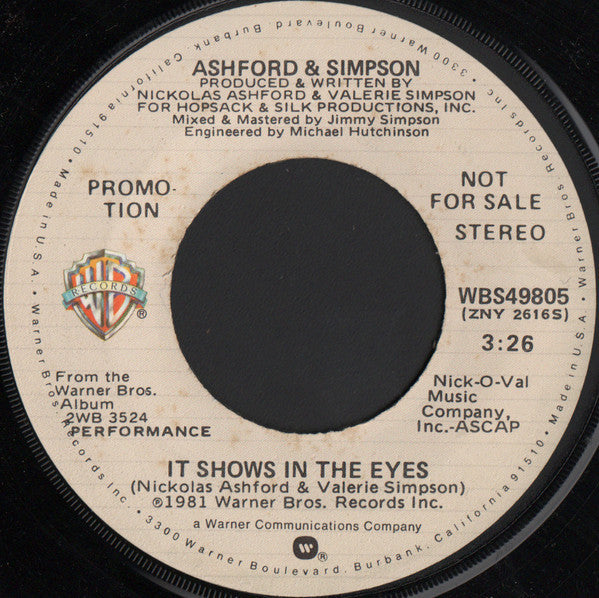 ASHFORD & SIMPSON
PRODUCED & WRITTEN BY
NICKOLAS ASHFORD & VALERIE SIMPSON
FOR HOPSACK & SILK PRODUCTIONS, INC.
Mixed & Mastered by Jimmy Simpson
Engineered by Michael Hutchinson
PROMO-
TION
NOT
FOR SALE
STEREO
WB
RECORDS
®
WBS49805
(ZNY 2616S)
3:26
From the
Warner Bros.
Album
2WB 3524
PERFORMANCE
Nick-O-Val
Music
Company,
Inc.-ASCAP
IT SHOWS IN THE EYES
(Nickolas Ashford & Valerie Simpson)
℗1981 Warner Bros. Records Inc.
a Warner Communications Company
Warner Bros. Records Inc. • 3300 Warner Boulevard, Burbank, California 91510 • Made in U.S.A. • Warner Bros. Records Inc. • 3300 Warner Boulevard, Burbank, California 91510 • Made in U.S.A. •